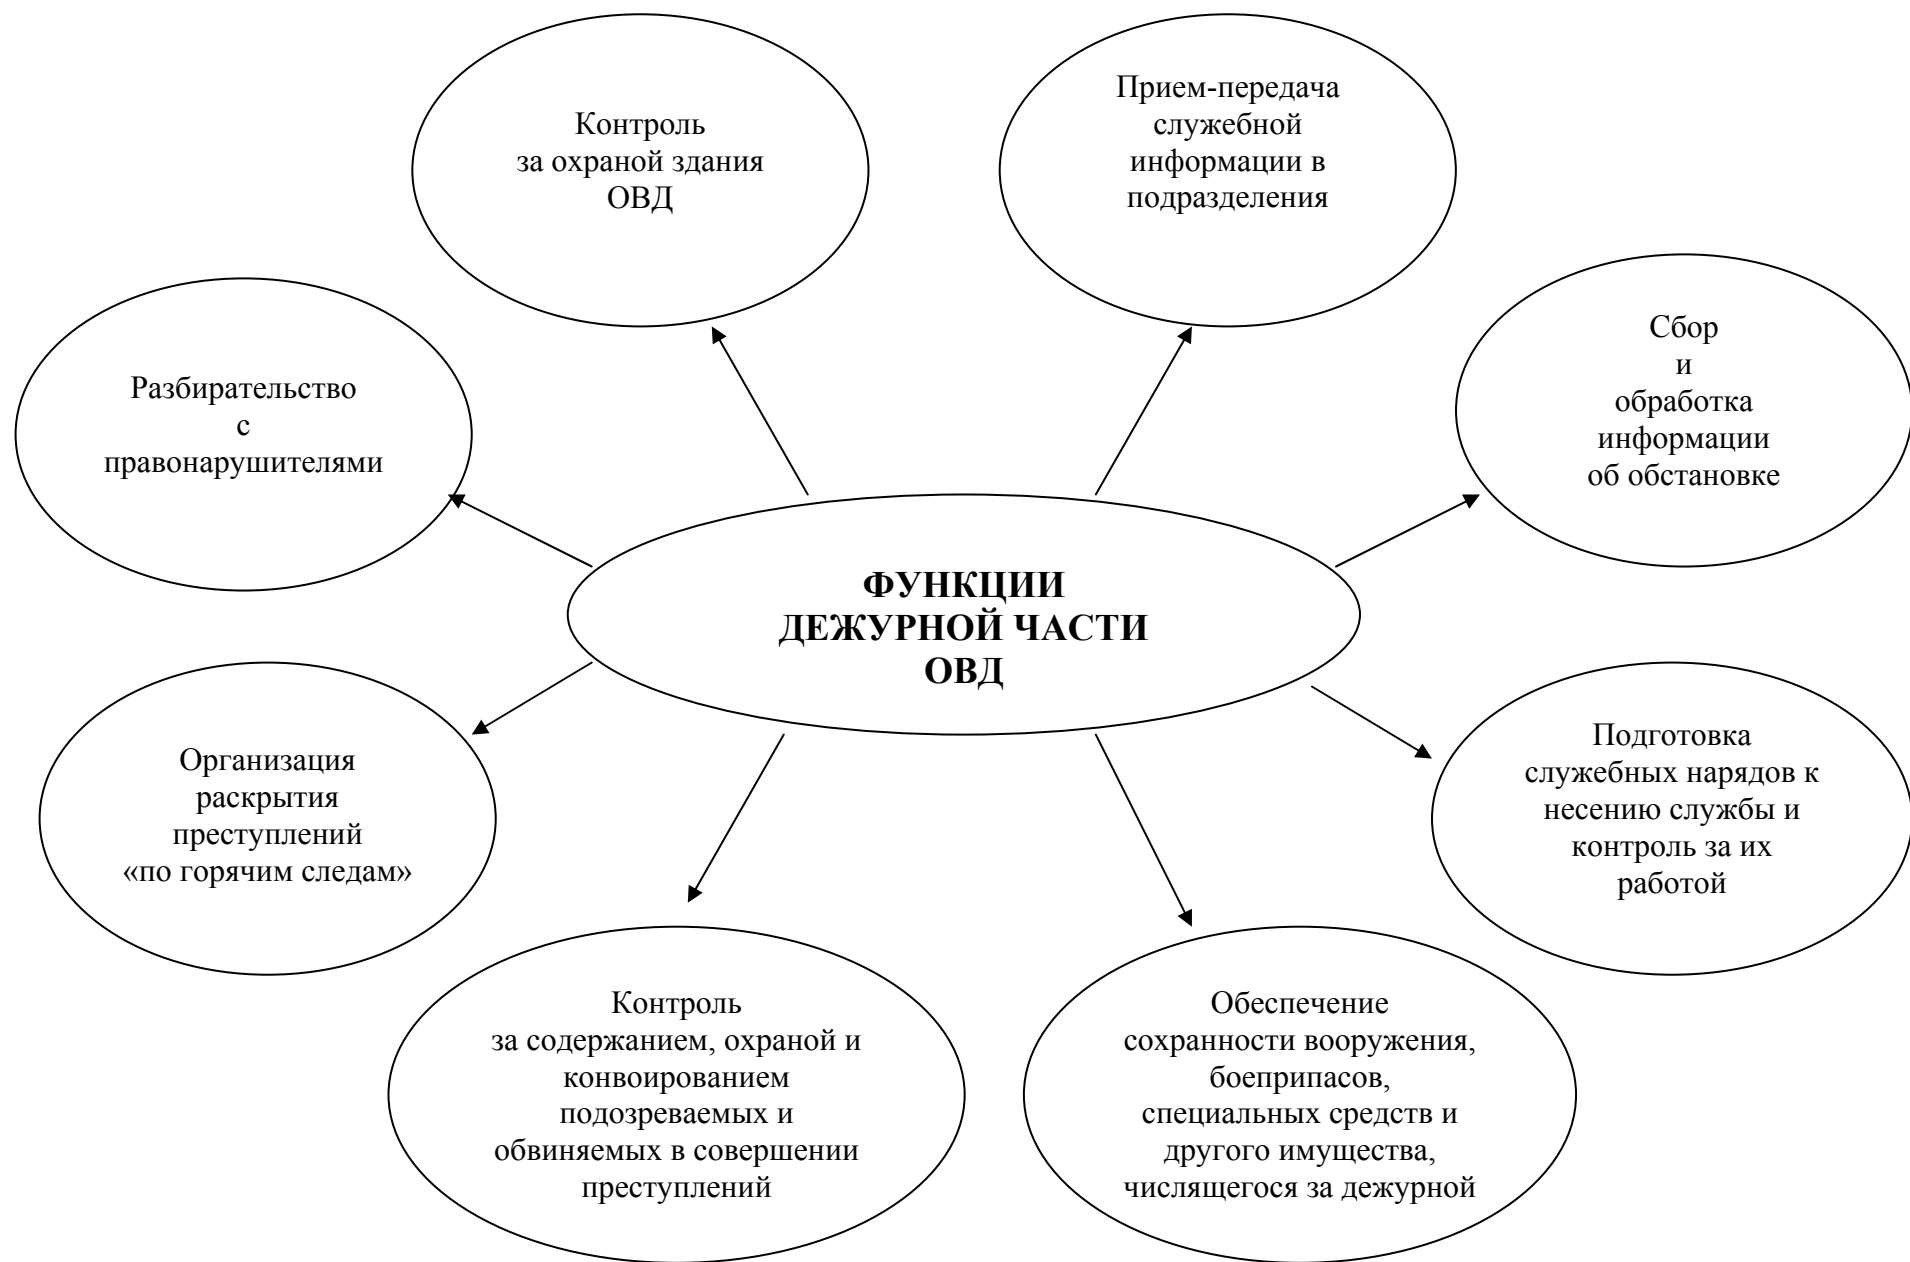 Контроль
за охраной здания
ОВД
Прием-передача
служебной
информации в
подразделения
Разбирательство
с
правонарушителями
Сбор
и
обработка
информации
об обстановке
ФУНКЦИИ
ДЕЖУРНОЙ ЧАСТИ
ОВД
Организация
раскрытия
преступлений
«по горячим следам»
Подготовка
служебных нарядов к
несению службы и
контроль за их
работой
Контроль
за содержанием, охраной и
конвоированием
подозреваемых и
обвиняемых в совершении
преступлений
Обеспечение
сохранности вооружения,
боеприпасов,
специальных средств и
другого имущества,
числящегося за дежурной